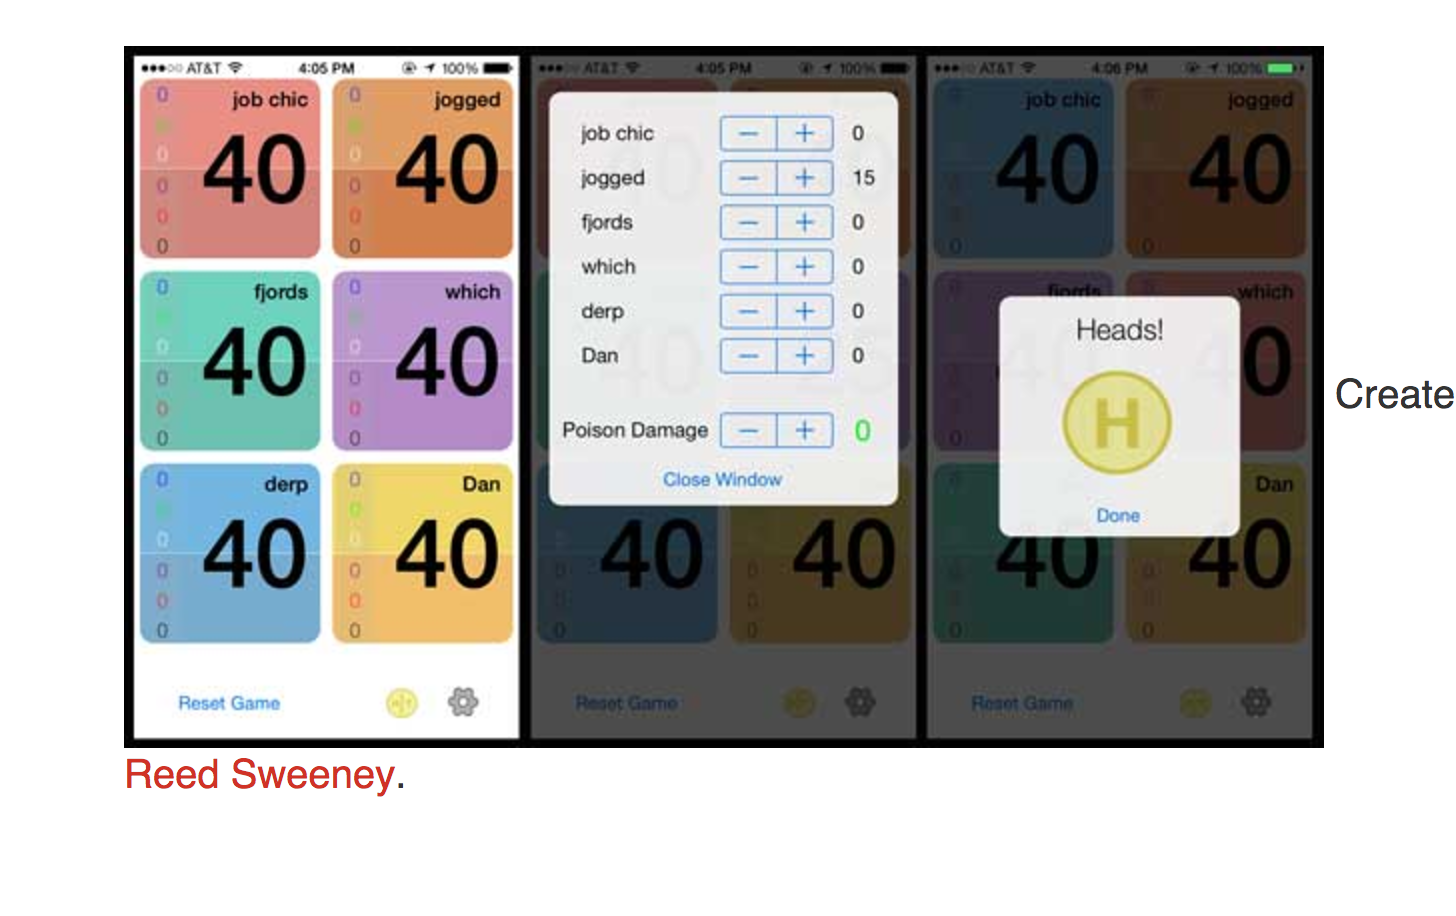 AT&T 4:05 PM 100%
0 job chic
40
0
0
0
0
0 jogged
40
0
0
0
0
0 fjords
40
0
0
0
0
0 which
40
0
0
0
0
0 derp
40
0
0
0
0
0 Dan
40
0
0
0
0
0
Reset Game
AT&T 4:05 PM 100%
job chic − + 0
jogged − + 15
fjords − + 0
which − + 0
derp − + 0
Dan − + 0
Poison Damage − + 0
Close Window
40 40
Reset Game
AT&T 4:06 PM 100%
job chic jogged
40 40
fjords which
Heads!
H
Done
Dan
40 40
Reset Game
Create
Reed Sweeney.